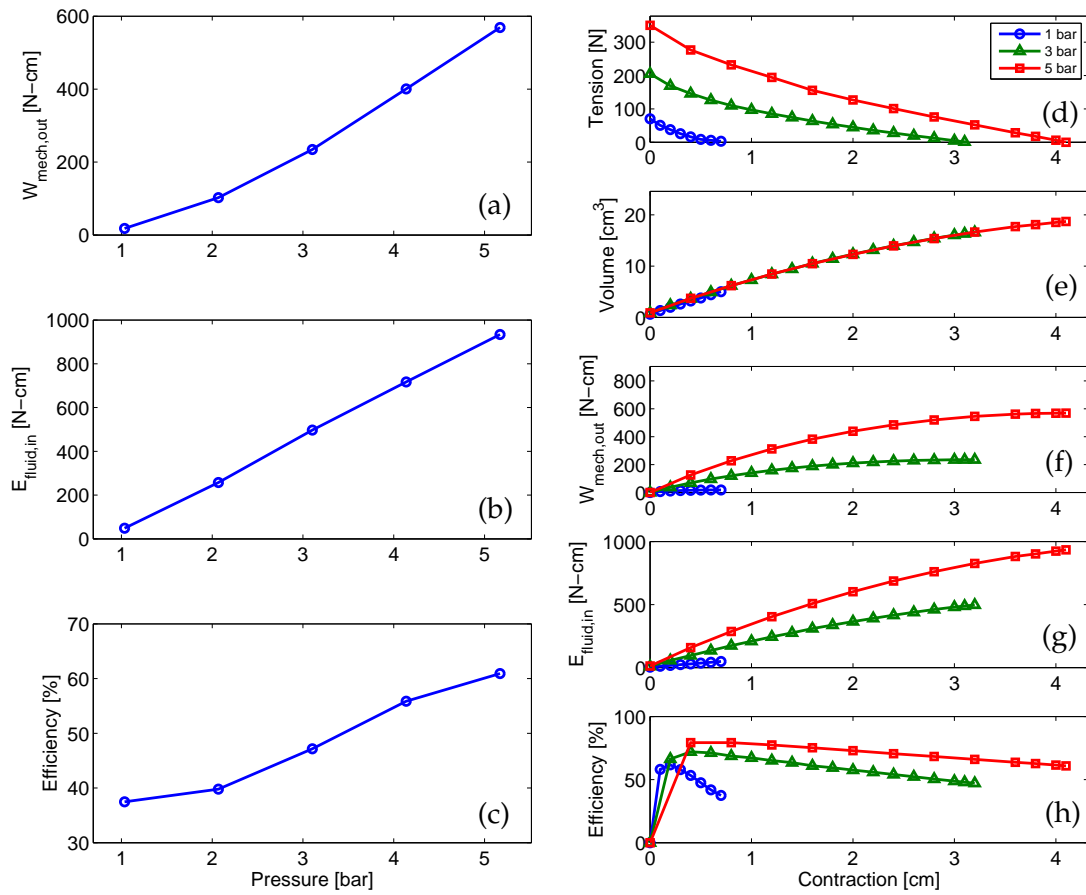 600
400
200
0
W_mech,out [N−cm]
1 2 3 4 5
(a)
1000
800
600
400
200
0
E_fluid,in [N−cm]
1 2 3 4 5
(b)
70
60
50
40
30
Efficiency [%]
1 2 3 4 5
Pressure [bar]
(c)
300
200
100
0
Tension [N]
0 1 2 3 4
1 bar
3 bar
5 bar
(d)
20
10
0
Volume [cm³]
0 1 2 3 4
(e)
800
600
400
200
0
W_mech,out [N−cm]
0 1 2 3 4
(f)
1000
500
0
E_fluid,in [N−cm]
0 1 2 3 4
(g)
100
50
0
Efficiency [%]
0 1 2 3 4
Contraction [cm]
(h)